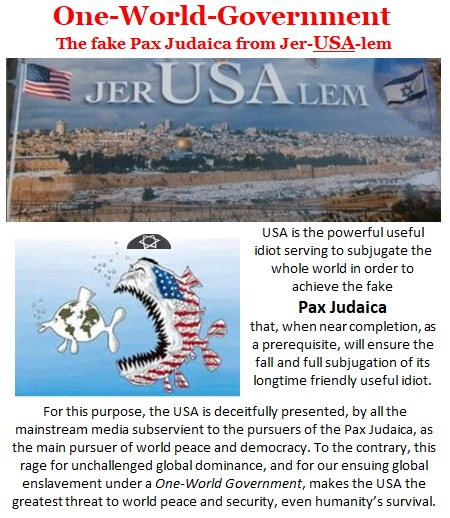 One-World-Government
The fake Pax Judaica from Jer-USA-lem
JERUSALEM
USA is the powerful useful
idiot serving to subjugate the
whole world in order to
achieve the fake
Pax Judaica
that, when near completion, as
a prerequisite, will ensure the
fall and full subjugation of its
longtime friendly useful idiot.
For this purpose, the USA is deceitfully presented, by all the
mainstream media subservient to the pursuers of the Pax Judaica, as
the main pursuer of world peace and democracy. To the contrary, this
rage for unchallenged global dominance, and for our ensuing global
enslavement under a One-World Government, makes the USA the
greatest threat to world peace and security, even humanity's survival.